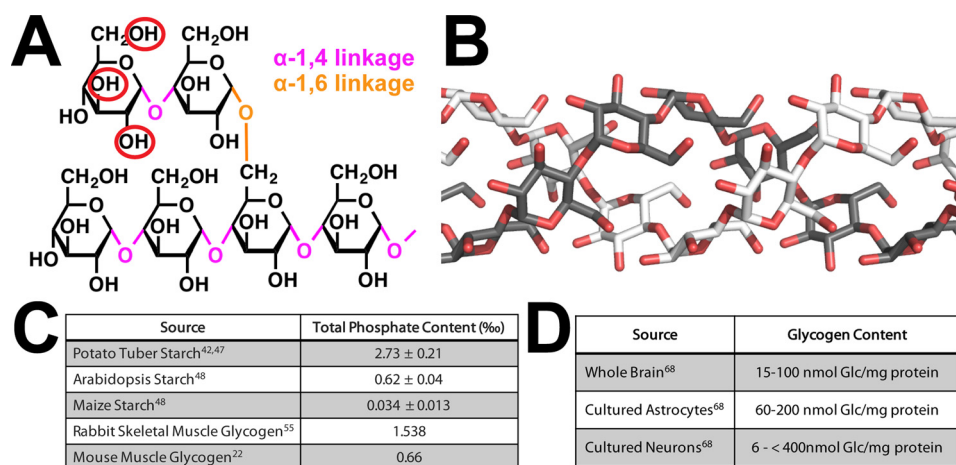 A
CH₂OH CH₂OH
α-1,4 linkage
α-1,6 linkage
O O
OH OH
HO O O
OH OH O
CH₂OH CH₂OH CH₂ CH₂OH
O O O O
OH OH OH OH
HO O O O O
OH OH OH OH
B
C
Source Total Phosphate Content (‰)
Potato Tuber Starch⁴²,⁴⁷ 2.73 ± 0.21
Arabidopsis Starch⁴⁸ 0.62 ± 0.04
Maize Starch⁴⁸ 0.034 ± 0.013
Rabbit Skeletal Muscle Glycogen⁵⁵ 1.538
Mouse Muscle Glycogen²² 0.66
D
Source Glycogen Content
Whole Brain⁶⁸ 15-100 nmol Glc/mg protein
Cultured Astrocytes⁶⁸ 60-200 nmol Glc/mg protein
Cultured Neurons⁶⁸ 6 - < 400nmol Glc/mg protein